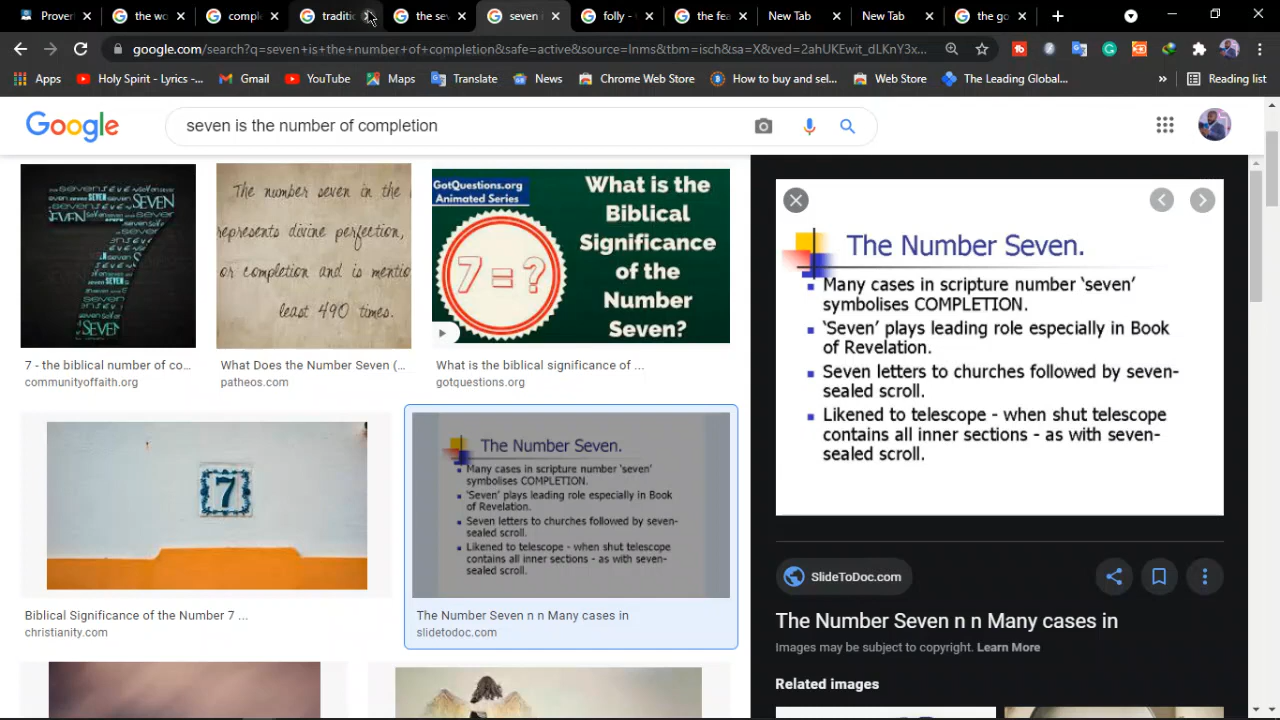 Prover
the wo
comple
traditio
the sev
seven i
folly -
the fea
New Tab
New Tab
the go
google.com/search?q=seven+is+the+number+of+completion&safe=active&source=lnms&tbm=isch&sa=X&ved=2ahUKEwit_dLKnY3x...
Apps
Holy Spirit - Lyrics -...
Gmail
YouTube
Maps
Translate
News
Chrome Web Store
How to buy and sel...
Web Store
The Leading Global...
»
Reading list
Google
seven is the number of completion
SEVEN
7
The number seven in the
represents divine perfection,
or completion and is mentio
least 490 times.
GotQuestions.org
Animated Series
7 = ?
What is the
Biblical
Significance
of the
Number
Seven?
7 - the biblical number of co...
communityofaith.org
What Does the Number Seven (...
patheos.com
What is the biblical significance of ...
gotquestions.org
7
Biblical Significance of the Number 7 ...
christianity.com
The Number Seven.
Many cases in scripture number 'seven'
symbolises COMPLETION.
'Seven' plays leading role especially in Book
of Revelation.
Seven letters to churches followed by seven-
sealed scroll.
Likened to telescope - when shut telescope
contains all inner sections - as with seven-
sealed scroll.
The Number Seven n n Many cases in
slidetodoc.com
The Number Seven.
Many cases in scripture number 'seven'
symbolises COMPLETION.
'Seven' plays leading role especially in Book
of Revelation.
Seven letters to churches followed by seven-
sealed scroll.
Likened to telescope - when shut telescope
contains all inner sections - as with seven-
sealed scroll.
SlideToDoc.com
The Number Seven n n Many cases in
Images may be subject to copyright. Learn More
Related images